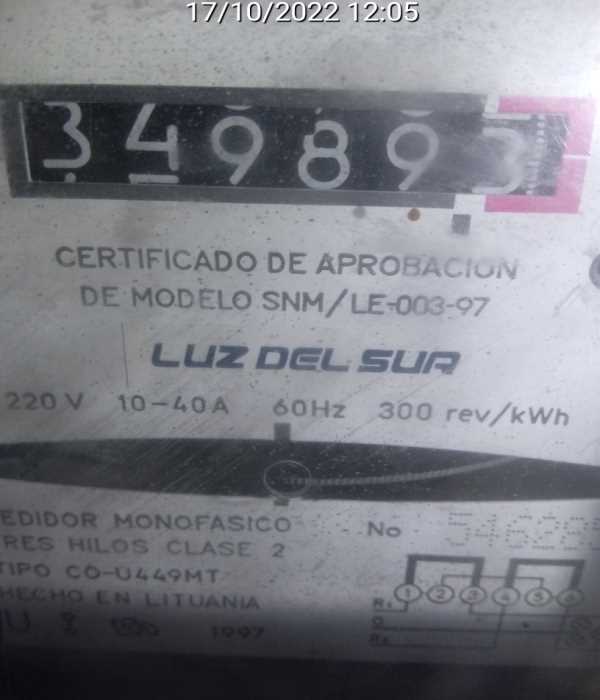 17/10/2022 12:05
34989
CERTIFICADO DE APROBACION
DE MODELO SNM/LE-003-97
LUZ DEL SUR
220 V 10-40A 60Hz 300 rev/kWh
EDIDOR MONOFASICO No
RES HILOS CLASE 2
TIPO CO-U449MT
HECHO EN LITUANIA
1997
1 2 3 4 5 6